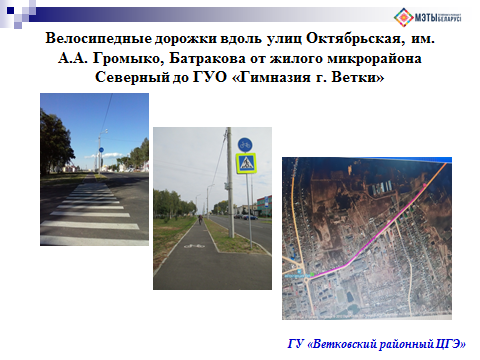 МЭТЫ
БЕЛАРУСІ
Велосипедные дорожки вдоль улиц Октябрьская, им.
А.А. Громыко, Батракова от жилого микрорайона
Северный до ГУО «Гимназия г. Ветки»
ГУ «Ветковский районный ЦГЭ»